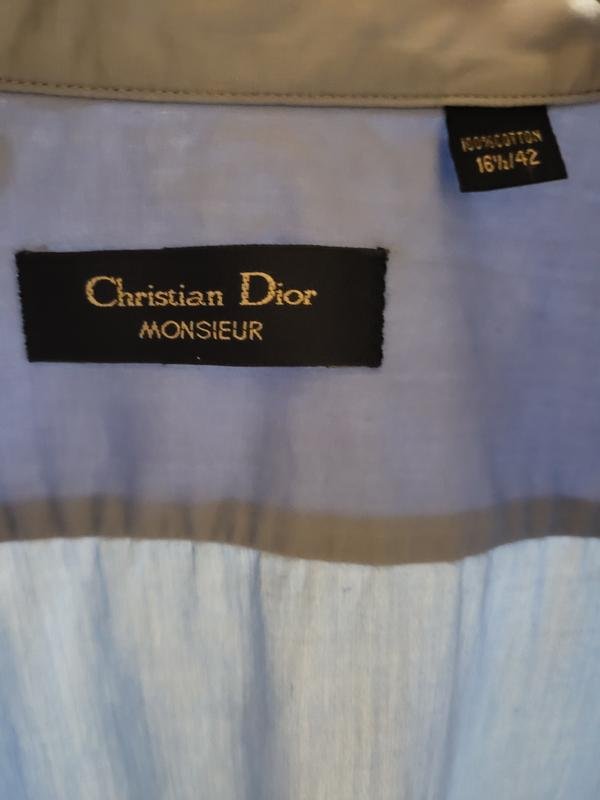 100% COTTON
16½/42
Christian Dior
MONSIEUR